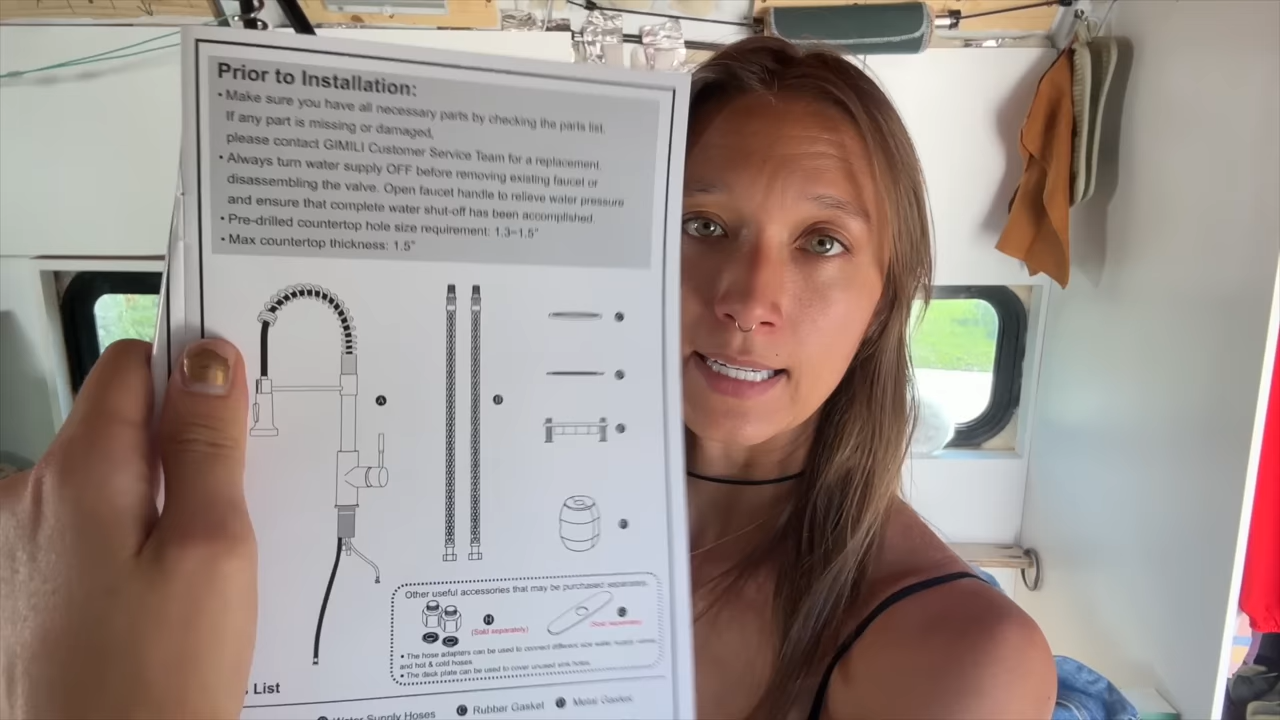 Prior to Installation:
• Make sure you have all necessary parts by checking the parts list.
If any part is missing or damaged,
please contact GIMILI Customer Service Team for a replacement.
• Always turn water supply OFF before removing existing faucet or
disassembling the valve. Open faucet handle to relieve water pressure
and ensure that complete water shut-off has been accomplished.
• Pre-drilled countertop hole size requirement: 1.3~1.5"
• Max countertop thickness: 1.5"
A
B
Other useful accessories that may be purchased separately.
H
(Sold separately)
(Sold separately)
• The hose adapters can be used to connect different size water supply
and hot & cold hoses
• The deck plate can be used to cover unused sink holes.
List
Water Supply Hoses
C Rubber Gasket
Metal Gasket